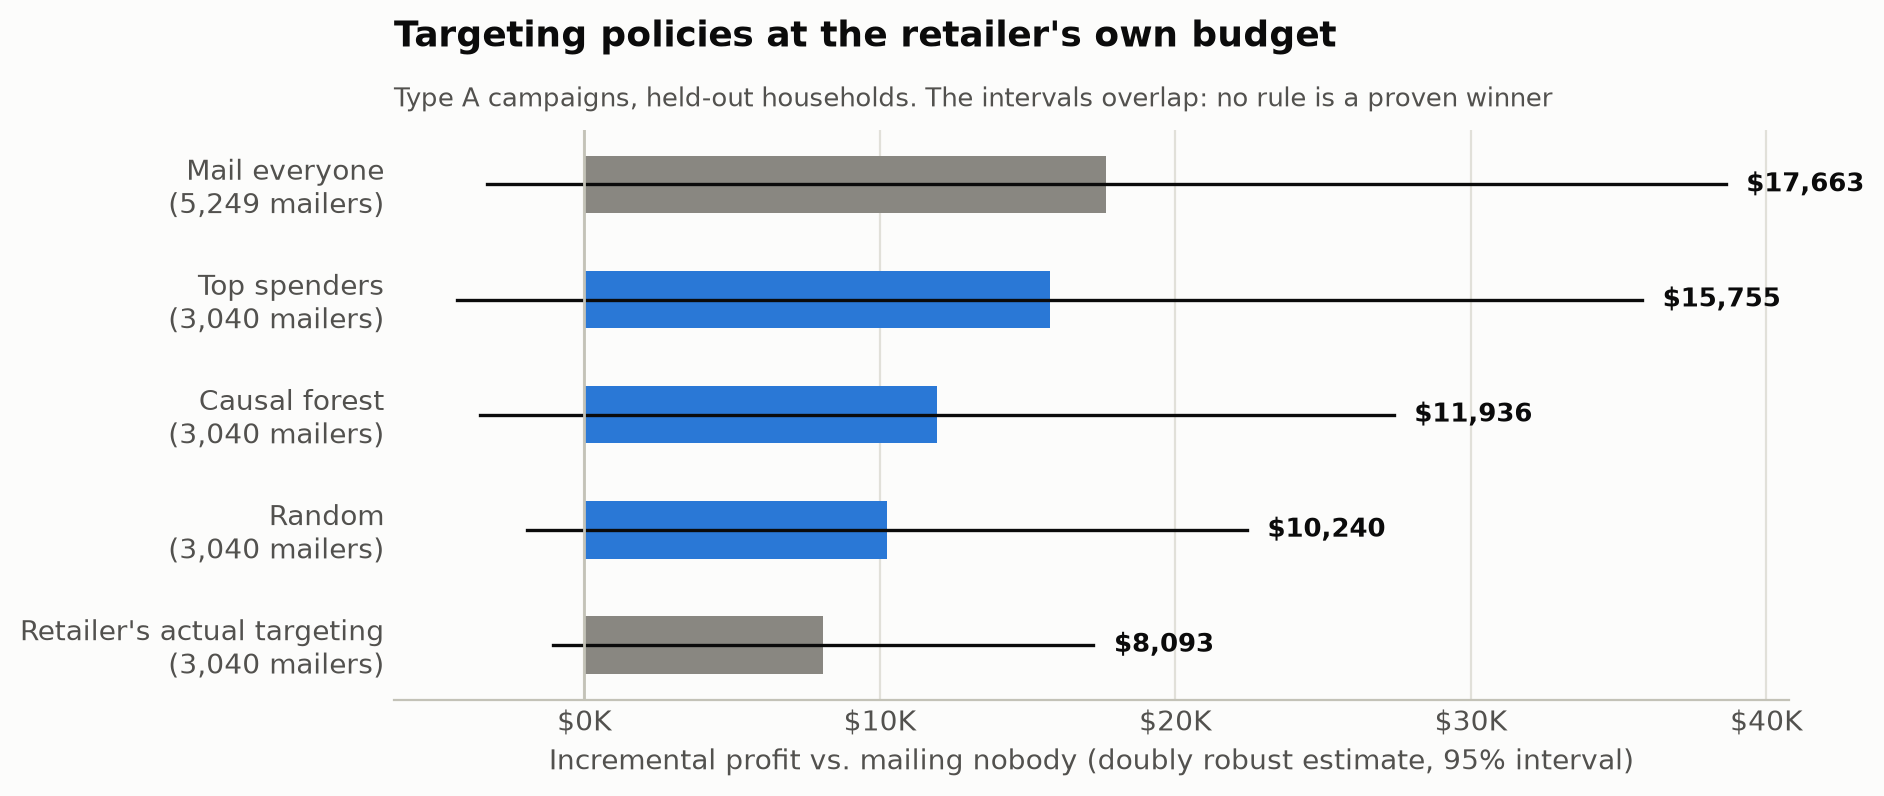 Targeting policies at the retailer's own budget
Type A campaigns, held-out households. The intervals overlap: no rule is a proven winner
Mail everyone
(5,249 mailers)
$17,663
Top spenders
(3,040 mailers)
$15,755
Causal forest
(3,040 mailers)
$11,936
Random
(3,040 mailers)
$10,240
Retailer's actual targeting
(3,040 mailers)
$8,093
$0K $10K $20K $30K $40K
Incremental profit vs. mailing nobody (doubly robust estimate, 95% interval)